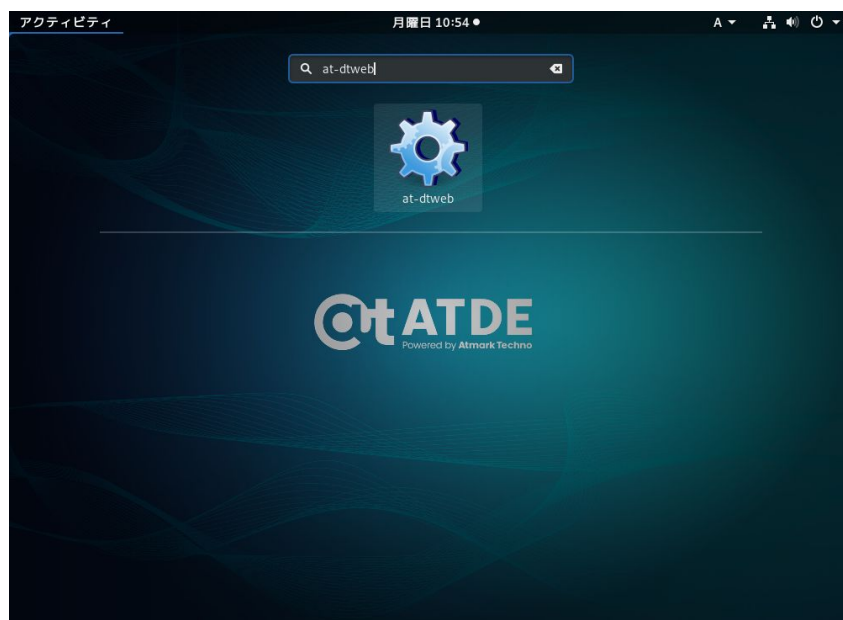 アクティビティ
月曜日 10:54
A
at-dtweb
at-dtweb
at ATDE
Powered by Atmark Techno